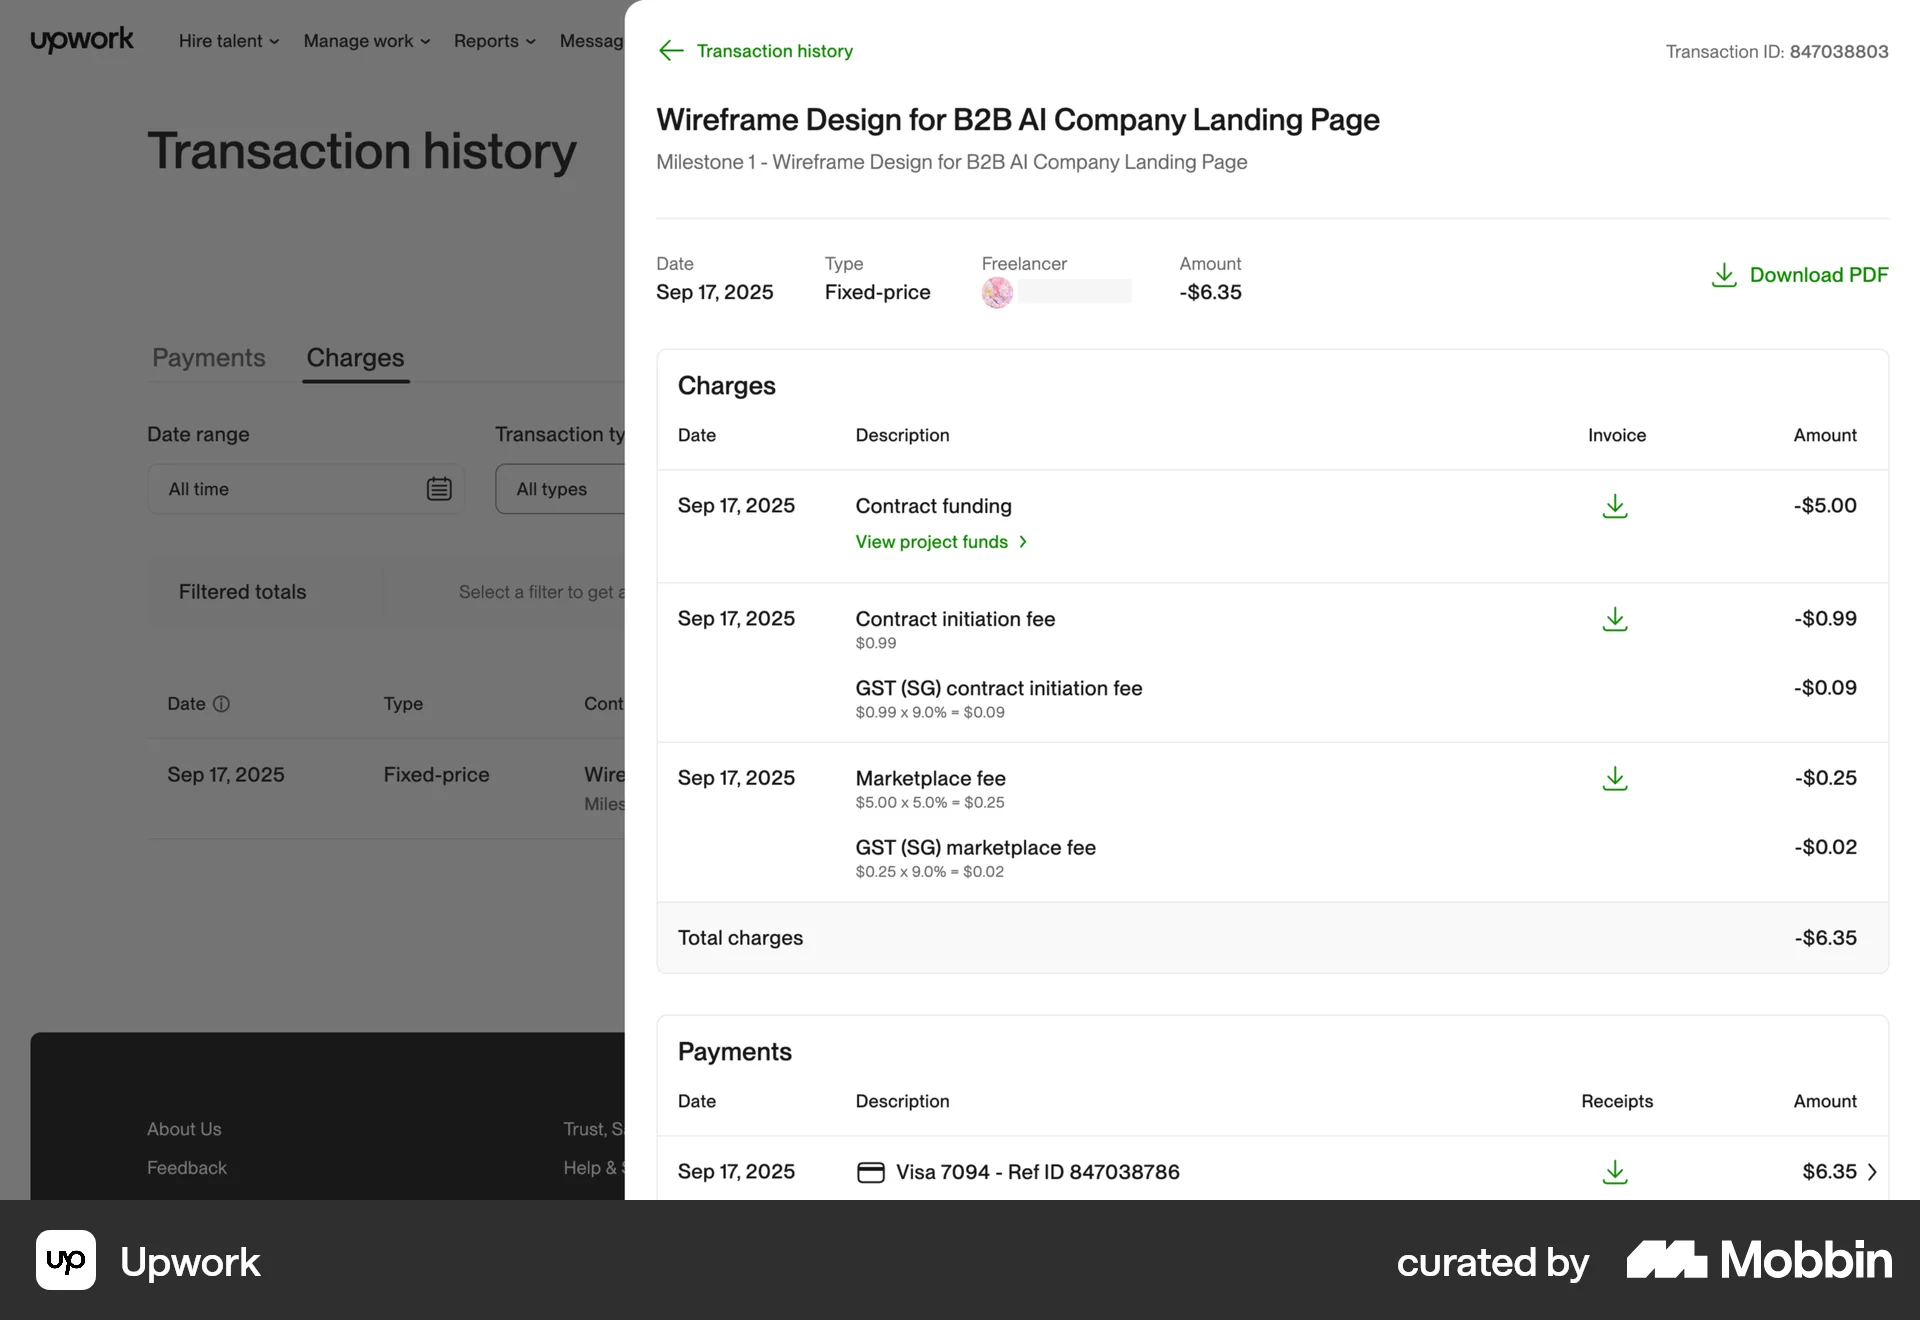 upwork
Hire talent
Manage work
Reports
Messag
Transaction history
Payments
Charges
Date range
Transaction ty
All time
All types
Filtered totals
Select a filter to get a
Date
Type
Cont
Sep 17, 2025
Fixed-price
Wire
Miles
About Us
Trust, S
Feedback
Help & S
Transaction history
Transaction ID: 847038803
Wireframe Design for B2B AI Company Landing Page
Milestone 1 - Wireframe Design for B2B AI Company Landing Page
Date
Type
Freelancer
Amount
Sep 17, 2025
Fixed-price
-$6.35
Download PDF
Charges
Date
Description
Invoice
Amount
Sep 17, 2025
Contract funding
-$5.00
View project funds
Sep 17, 2025
Contract initiation fee
-$0.99
$0.99
GST (SG) contract initiation fee
-$0.09
$0.99 x 9.0% = $0.09
Sep 17, 2025
Marketplace fee
-$0.25
$5.00 x 5.0% = $0.25
GST (SG) marketplace fee
-$0.02
$0.25 x 9.0% = $0.02
Total charges
-$6.35
Payments
Date
Description
Receipts
Amount
Sep 17, 2025
Visa 7094 - Ref ID 847038786
$6.35
up
Upwork
curated by
Mobbin